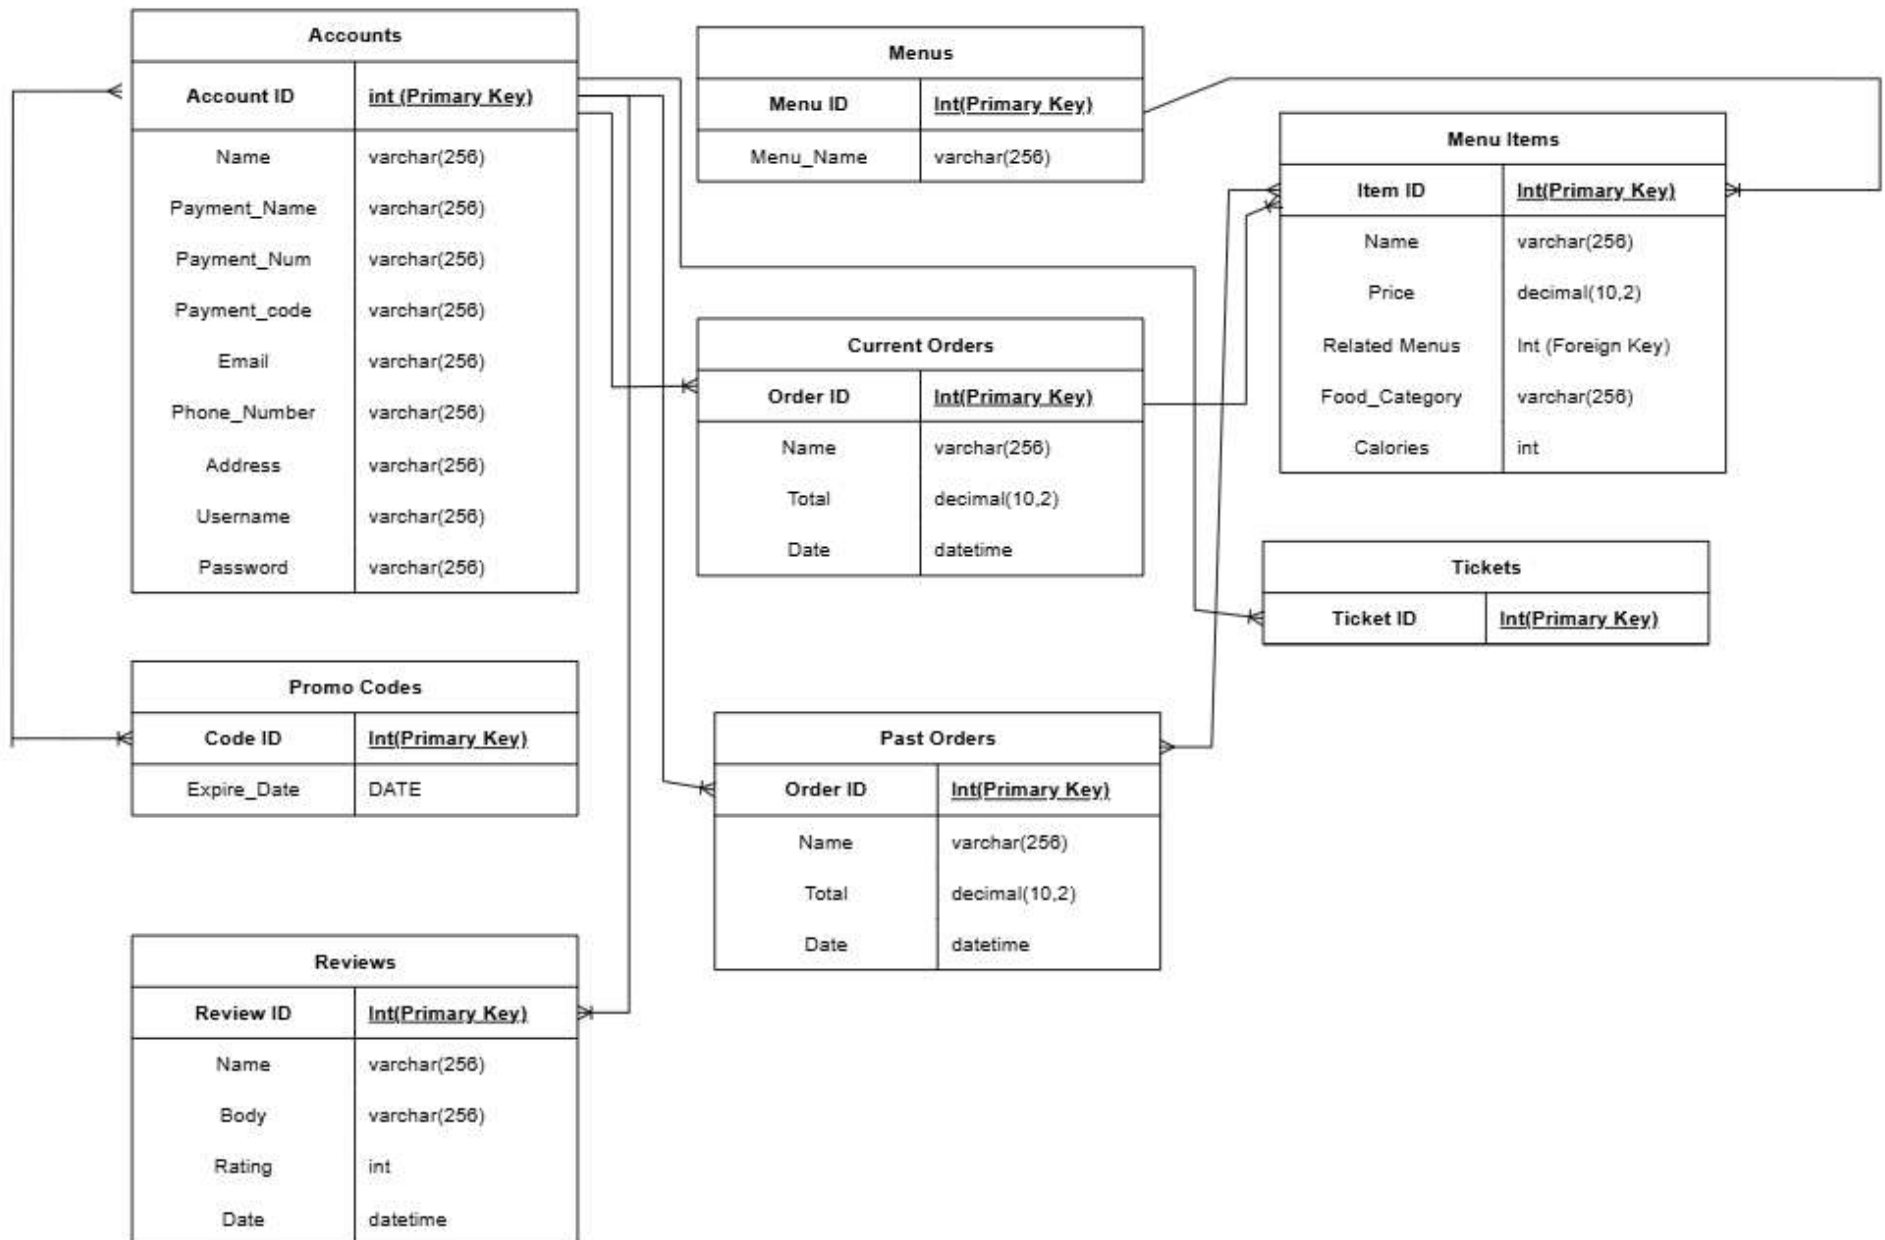 Accounts
Account ID int (Primary Key)
Name varchar(256)
Payment_Name varchar(256)
Payment_Num varchar(256)
Payment_code varchar(256)
Email varchar(256)
Phone_Number varchar(256)
Address varchar(256)
Username varchar(256)
Password varchar(256)
Menus
Menu ID Int(Primary Key)
Menu_Name varchar(256)
Menu Items
Item ID Int(Primary Key)
Name varchar(256)
Price decimal(10,2)
Related Menus Int (Foreign Key)
Food_Category varchar(256)
Calories int
Current Orders
Order ID Int(Primary Key)
Name varchar(256)
Total decimal(10,2)
Date datetime
Tickets
Ticket ID Int(Primary Key)
Promo Codes
Code ID Int(Primary Key)
Expire_Date DATE
Past Orders
Order ID Int(Primary Key)
Name varchar(256)
Total decimal(10,2)
Date datetime
Reviews
Review ID Int(Primary Key)
Name varchar(256)
Body varchar(256)
Rating int
Date datetime